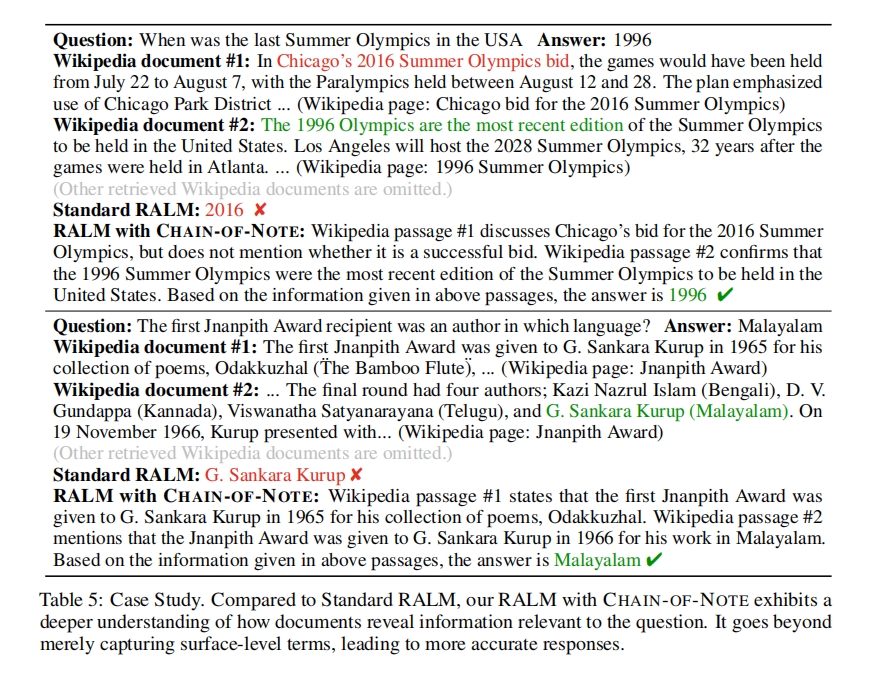 Question: When was the last Summer Olympics in the USA Answer: 1996
Wikipedia document #1: In Chicago's 2016 Summer Olympics bid, the games would have been held
from July 22 to August 7, with the Paralympics held between August 12 and 28. The plan emphasized
use of Chicago Park District ... (Wikipedia page: Chicago bid for the 2016 Summer Olympics)
Wikipedia document #2: The 1996 Olympics are the most recent edition of the Summer Olympics
to be held in the United States. Los Angeles will host the 2028 Summer Olympics, 32 years after the
games were held in Atlanta. ... (Wikipedia page: 1996 Summer Olympics)
(Other retrieved Wikipedia documents are omitted.)
Standard RALM: 2016 ✘
RALM with CHAIN-OF-NOTE: Wikipedia passage #1 discusses Chicago's bid for the 2016 Summer
Olympics, but does not mention whether it is a successful bid. Wikipedia passage #2 confirms that
the 1996 Summer Olympics were the most recent edition of the Summer Olympics to be held in the
United States. Based on the information given in above passages, the answer is 1996 ✔
Question: The first Jnanpith Award recipient was an author in which language? Answer: Malayalam
Wikipedia document #1: The first Jnanpith Award was given to G. Sankara Kurup in 1965 for his
collection of poems, Odakkuzhal (T̈he Bamboo Flute)̈, ... (Wikipedia page: Jnanpith Award)
Wikipedia document #2: ... The final round had four authors; Kazi Nazrul Islam (Bengali), D. V.
Gundappa (Kannada), Viswanatha Satyanarayana (Telugu), and G. Sankara Kurup (Malayalam). On
19 November 1966, Kurup presented with... (Wikipedia page: Jnanpith Award)
(Other retrieved Wikipedia documents are omitted.)
Standard RALM: G. Sankara Kurup ✘
RALM with CHAIN-OF-NOTE: Wikipedia passage #1 states that the first Jnanpith Award was
given to G. Sankara Kurup in 1965 for his collection of poems, Odakkuzhal. Wikipedia passage #2
mentions that the Jnanpith Award was given to G. Sankara Kurup in 1966 for his work in Malayalam.
Based on the information given in above passages, the answer is Malayalam ✔
Table 5: Case Study. Compared to Standard RALM, our RALM with CHAIN-OF-NOTE exhibits a
deeper understanding of how documents reveal information relevant to the question. It goes beyond
merely capturing surface-level terms, leading to more accurate responses.